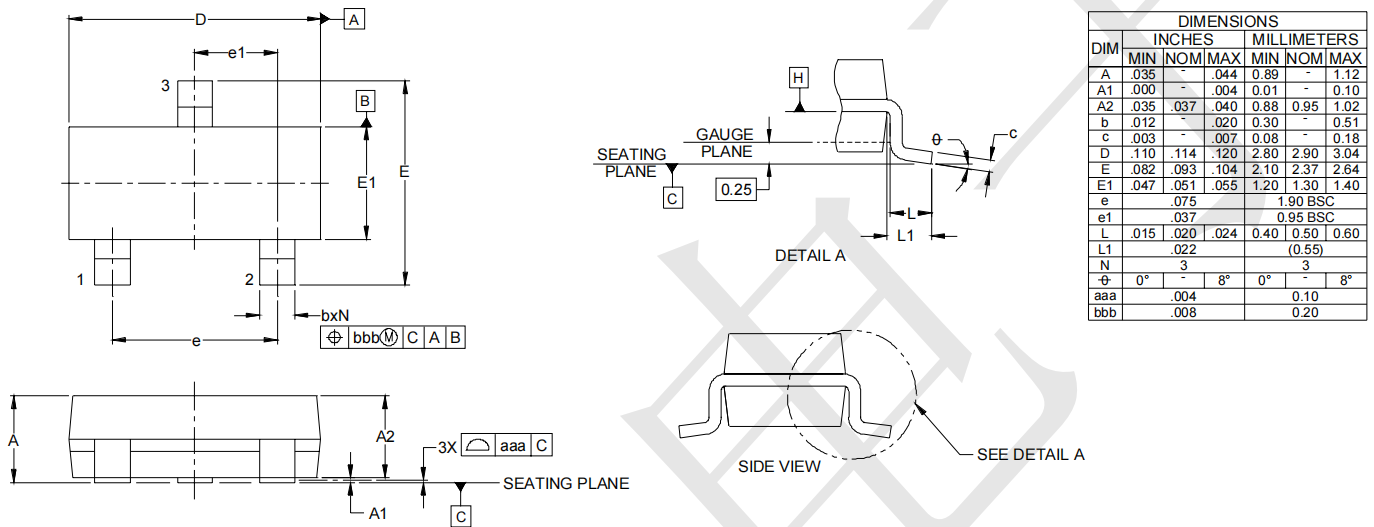 D
A
e1
3
B
E1
E
1
2
bxN
e
⌖ bbbⓂ C A B
A
A2
3X ⌓ aaa C
SEATING PLANE
A1
C
H
GAUGE
PLANE
SEATING
PLANE
C
0.25
θ
c
L
L1
DETAIL A
SIDE VIEW
SEE DETAIL A
DIMENSIONS
DIM INCHES MILLIMETERS
MIN NOM MAX MIN NOM MAX
A .035 - .044 0.89 - 1.12
A1 .000 - .004 0.01 - 0.10
A2 .035 .037 .040 0.88 0.95 1.02
b .012 - .020 0.30 - 0.51
c .003 - .007 0.08 - 0.18
D .110 .114 .120 2.80 2.90 3.04
E .082 .093 .104 2.10 2.37 2.64
E1 .047 .051 .055 1.20 1.30 1.40
e .075 1.90 BSC
e1 .037 0.95 BSC
L .015 .020 .024 0.40 0.50 0.60
L1 .022 (0.55)
N 3 3
θ 0° - 8° 0° - 8°
aaa .004 0.10
bbb .008 0.20